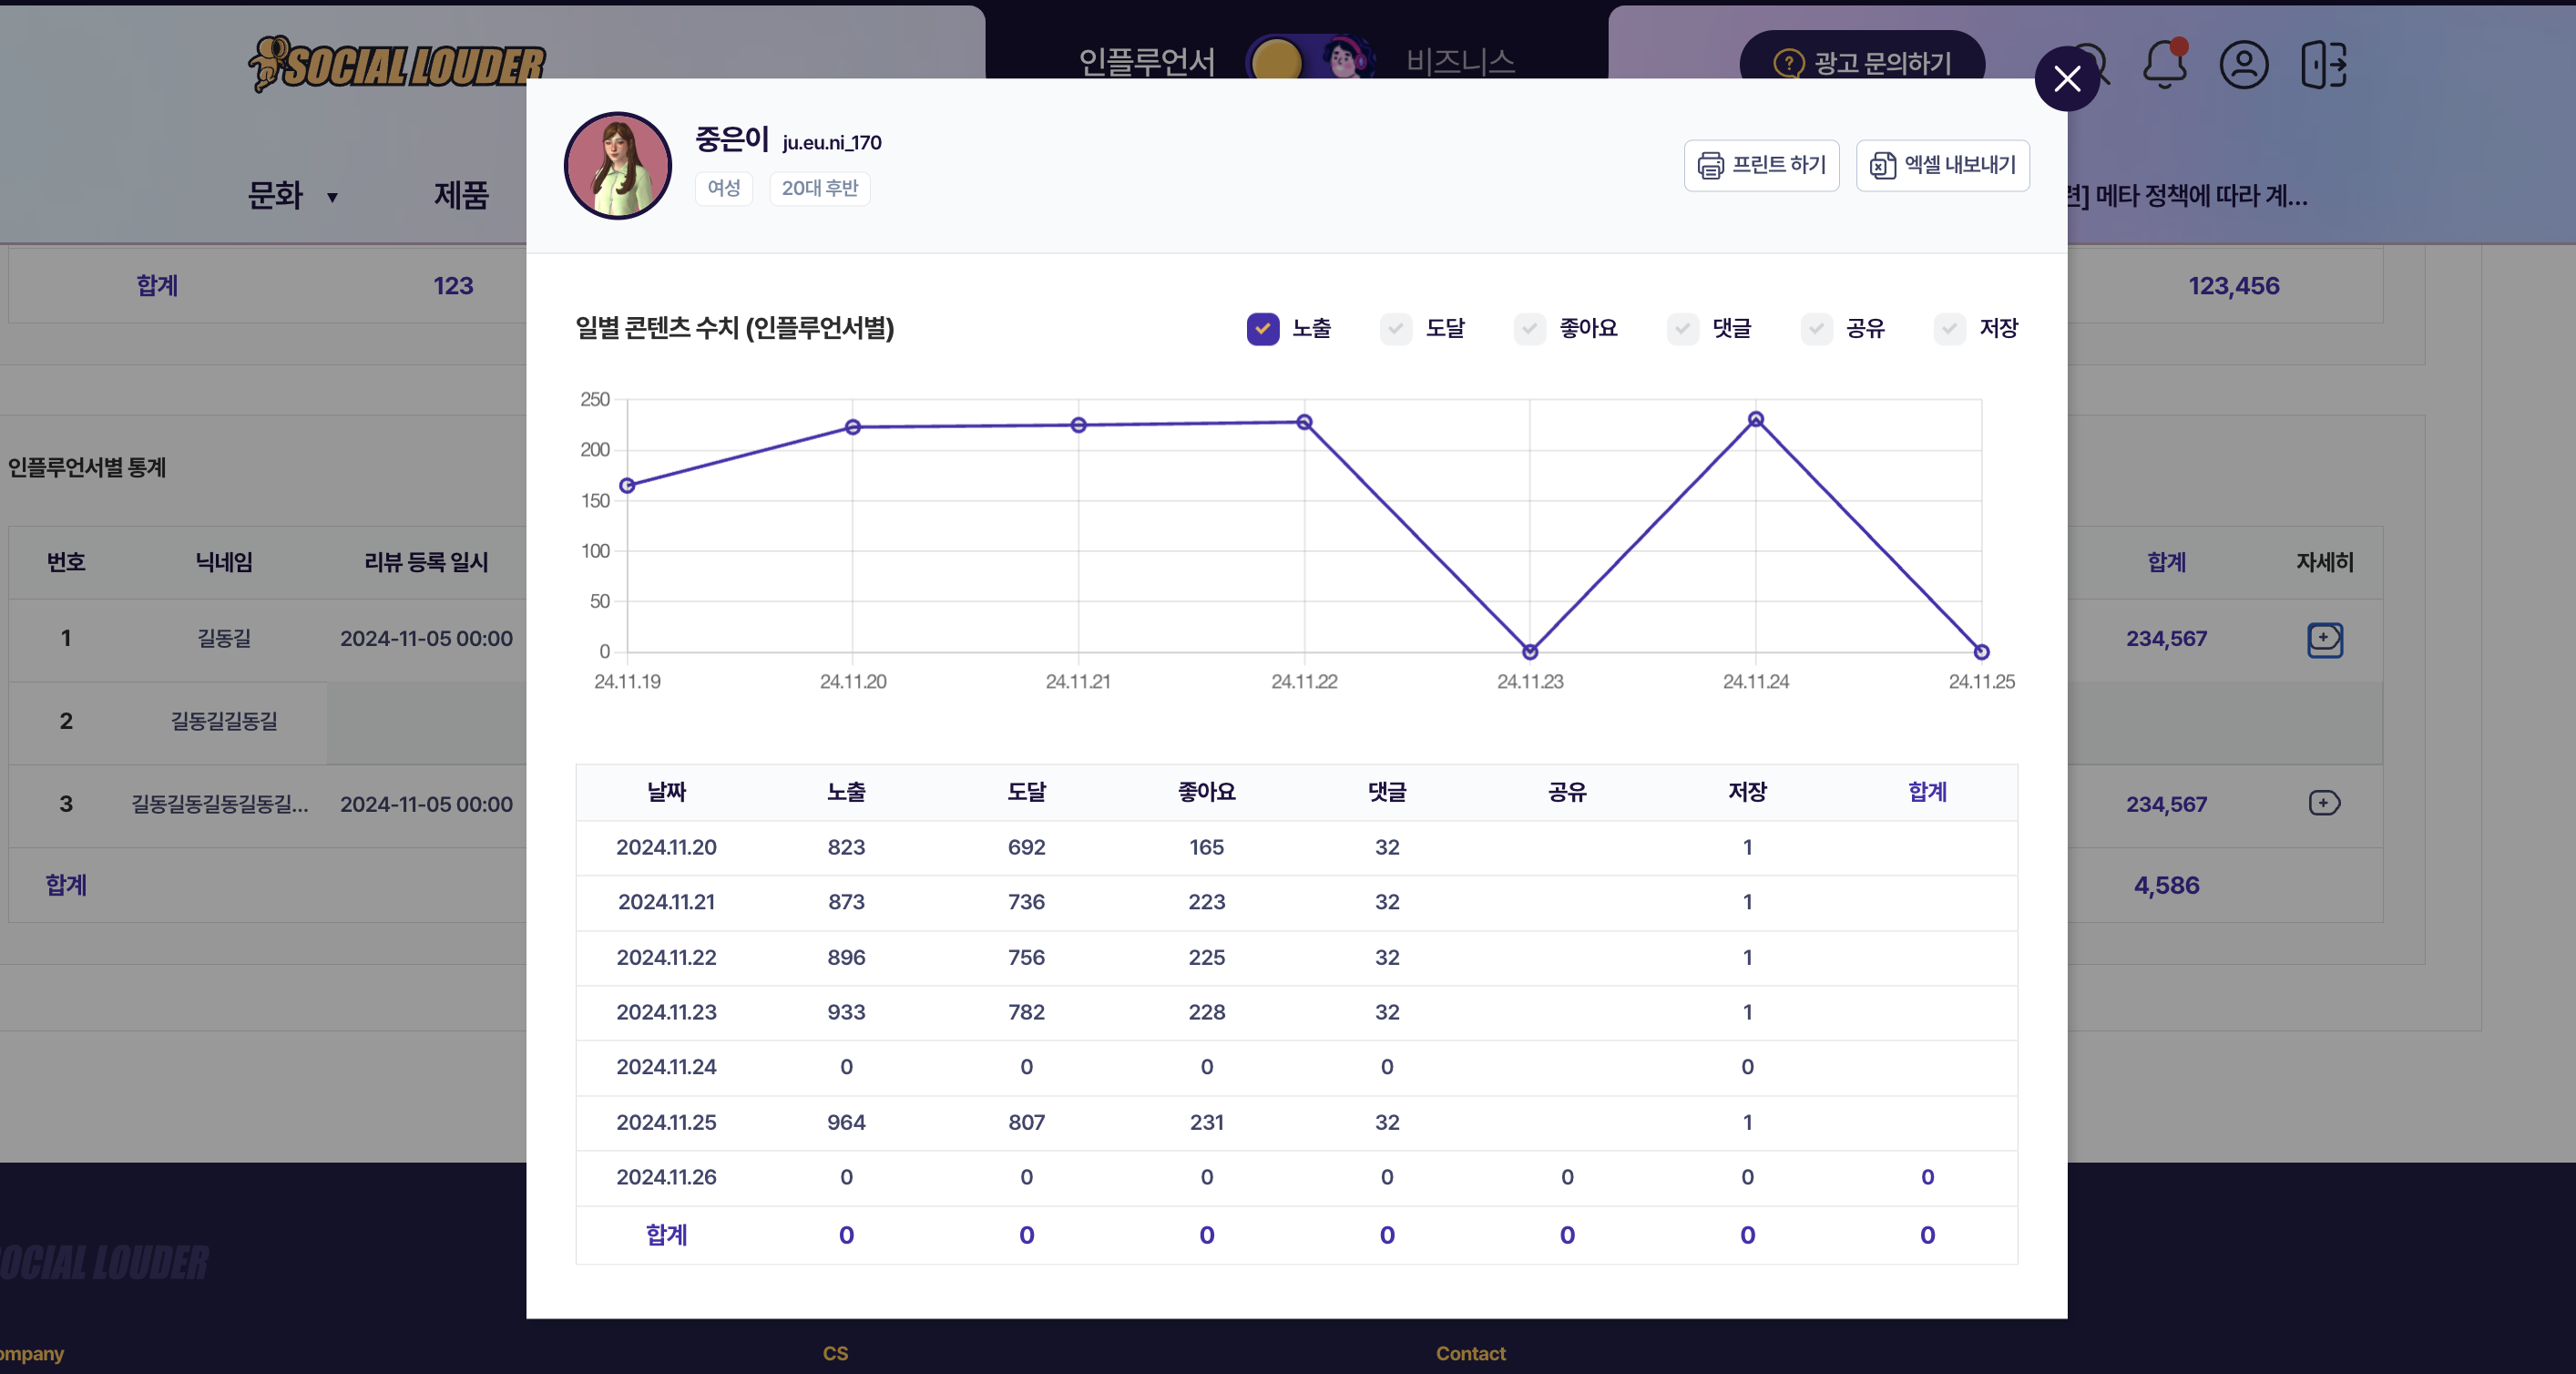 SOCIAL LOUDER
인플루언서 비즈니스
광고 문의하기
문화 ▼ 제품
련] 메타 정책에 따라 계...
중은이 ju.eu.ni_170
여성 20대 후반
프린트 하기 엑셀 내보내기
합계 123 123,456
일별 콘텐츠 수치 (인플루언서별)
노출 도달 좋아요 댓글 공유 저장
250
200
150
100
50
0
24.11.19 24.11.20 24.11.21 24.11.22 24.11.23 24.11.24 24.11.25
인플루언서별 통계
번호 닉네임 리뷰 등록 일시 합계 자세히
1 길동길 2024-11-05 00:00 234,567
2 길동길길동길
3 길동길동길동길동길... 2024-11-05 00:00 234,567
합계 4,586
날짜 노출 도달 좋아요 댓글 공유 저장 합계
2024.11.20 823 692 165 32 1
2024.11.21 873 736 223 32 1
2024.11.22 896 756 225 32 1
2024.11.23 933 782 228 32 1
2024.11.24 0 0 0 0 0
2024.11.25 964 807 231 32 1
2024.11.26 0 0 0 0 0 0 0
합계 0 0 0 0 0 0 0
OCIAL LOUDER
ompany CS Contact